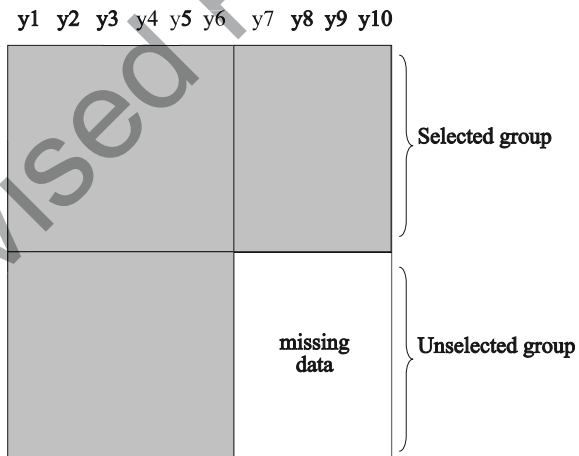 y1 y2 y3 y4 y5 y6 y7 y8 y9 y10
Selected group
missing
data
Unselected group